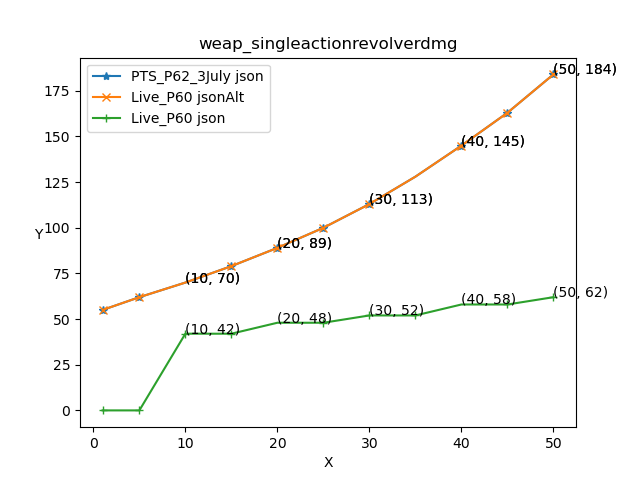 weap_singleactionrevolverdmg
PTS_P62_3July json
Live_P60 jsonAlt
Live_P60 json
Y
175
150
125
100
75
50
25
0
(50, 184)
(40, 145)
(30, 113)
(20, 89)
(10, 70)
(50, 62)
(40, 58)
(30, 52)
(20, 48)
(10, 42)
0 10 20 30 40 50
X